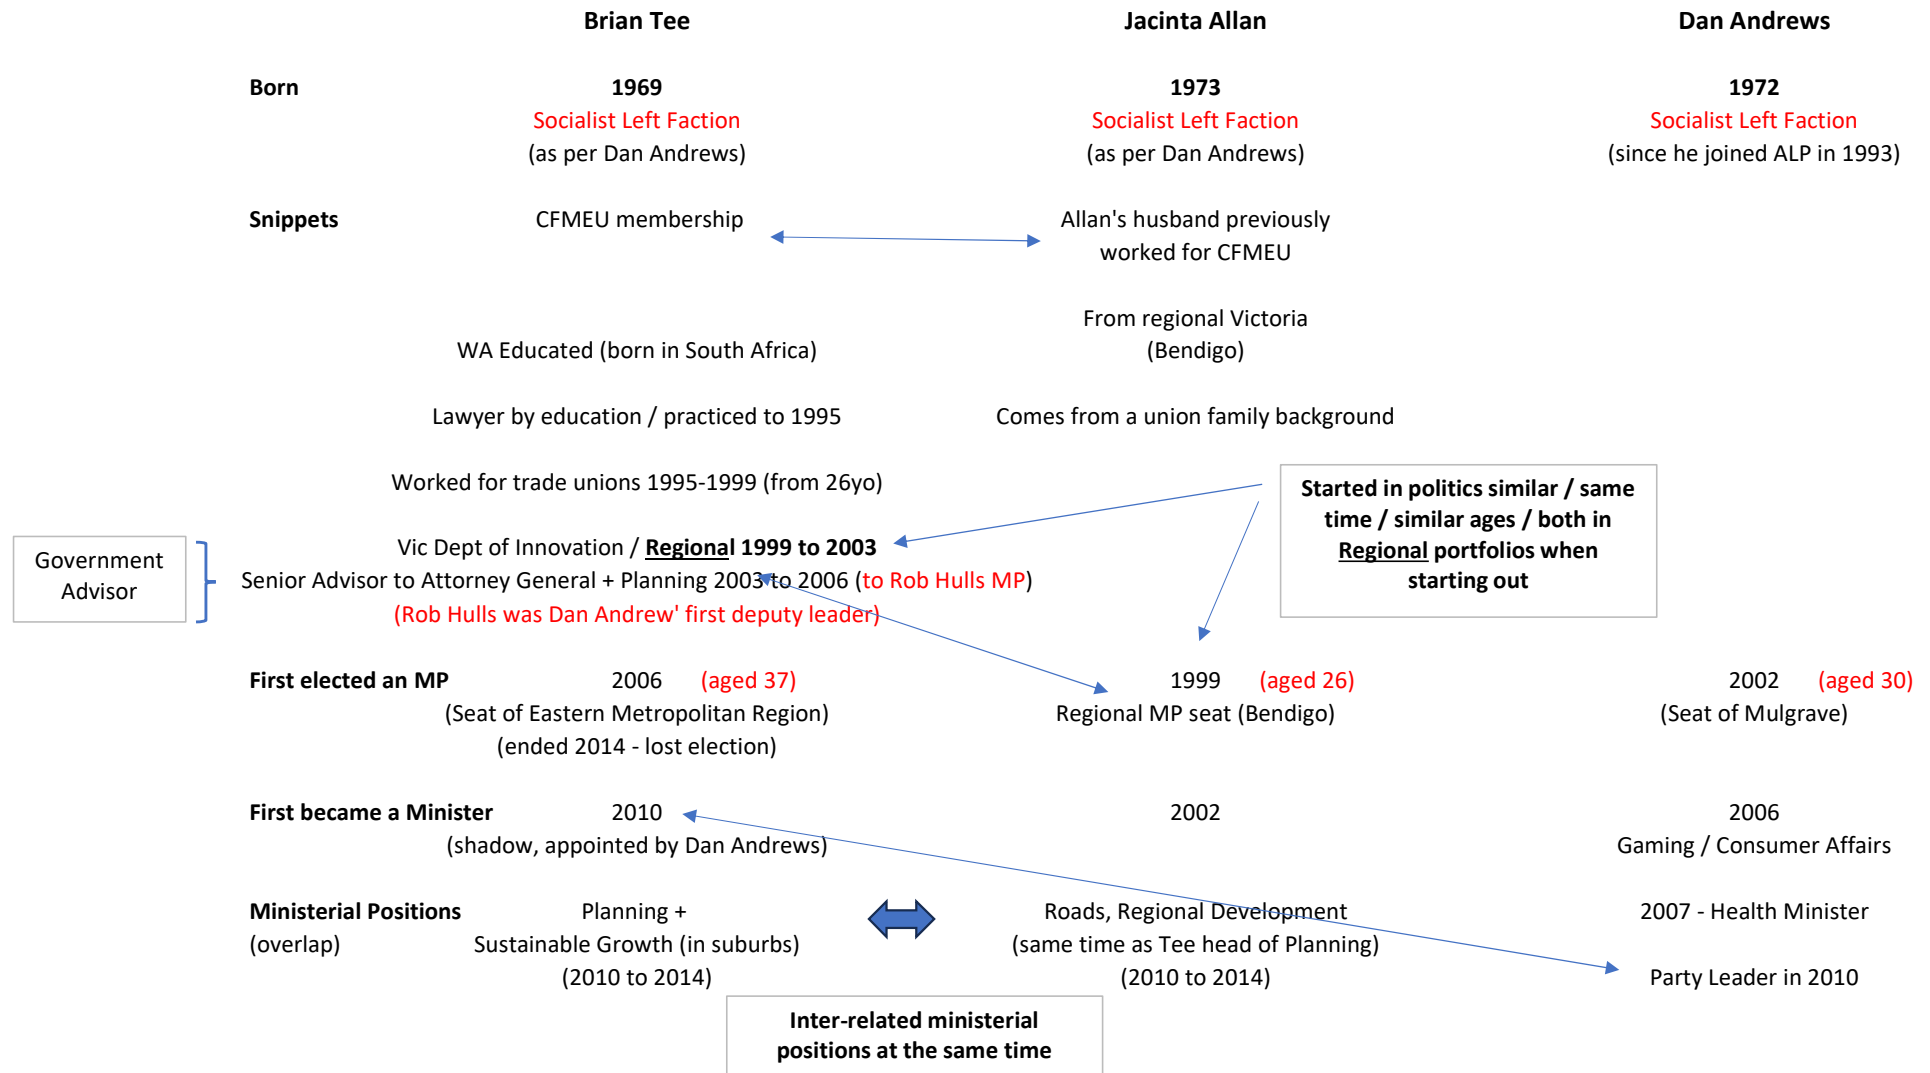 Brian Tee
Jacinta Allan
Dan Andrews
Born
1969
1973
1972
Socialist Left Faction
Socialist Left Faction
Socialist Left Faction
(as per Dan Andrews)
(as per Dan Andrews)
(since he joined ALP in 1993)
Snippets
CFMEU membership
Allan's husband previously
worked for CFMEU
From regional Victoria
(Bendigo)
WA Educated (born in South Africa)
Lawyer by education / practiced to 1995
Comes from a union family background
Worked for trade unions 1995-1999 (from 26yo)
Started in politics similar / same
time / similar ages / both in
Regional portfolios when
starting out
Government
Advisor
Vic Dept of Innovation / Regional 1999 to 2003
Senior Advisor to Attorney General + Planning 2003 to 2006 (to Rob Hulls MP)
(Rob Hulls was Dan Andrew' first deputy leader)
First elected an MP
2006 (aged 37)
1999 (aged 26)
2002 (aged 30)
(Seat of Eastern Metropolitan Region)
Regional MP seat (Bendigo)
(Seat of Mulgrave)
(ended 2014 - lost election)
First became a Minister
2010
2002
2006
(shadow, appointed by Dan Andrews)
Gaming / Consumer Affairs
Ministerial Positions
(overlap)
Planning +
Sustainable Growth (in suburbs)
(2010 to 2014)
Roads, Regional Development
(same time as Tee head of Planning)
(2010 to 2014)
2007 - Health Minister
Party Leader in 2010
Inter-related ministerial
positions at the same time